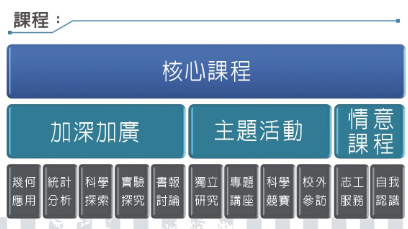 課程：
核心課程
加深加廣
主題活動
情意
課程
幾何
應用
統計
分析
科學
探索
實驗
探究
書報
討論
獨立
研究
專題
講座
科學
競賽
校外
參訪
志工
服務
自我
認識